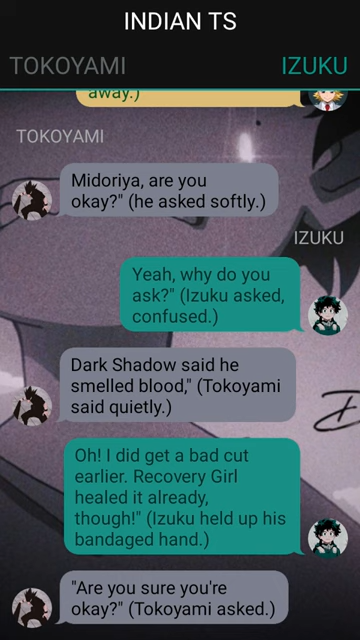 INDIAN TS
TOKOYAMI
IZUKU
away.)
TOKOYAMI
Midoriya, are you
okay?" (he asked softly.)
IZUKU
Yeah, why do you
ask?" (Izuku asked,
confused.)
Dark Shadow said he
smelled blood," (Tokoyami
said quietly.)
Oh! I did get a bad cut
earlier. Recovery Girl
healed it already,
though!" (Izuku held up his
bandaged hand.)
"Are you sure you're
okay?" (Tokoyami asked.)